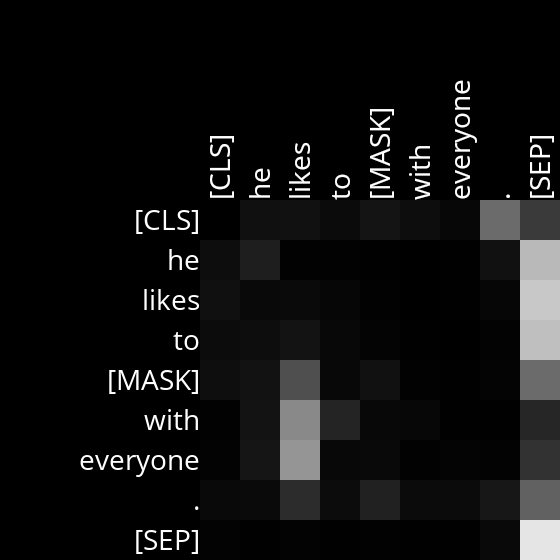 [CLS] he likes to [MASK] with everyone . [SEP]
[CLS]
he
likes
to
[MASK]
with
everyone
.
[SEP]